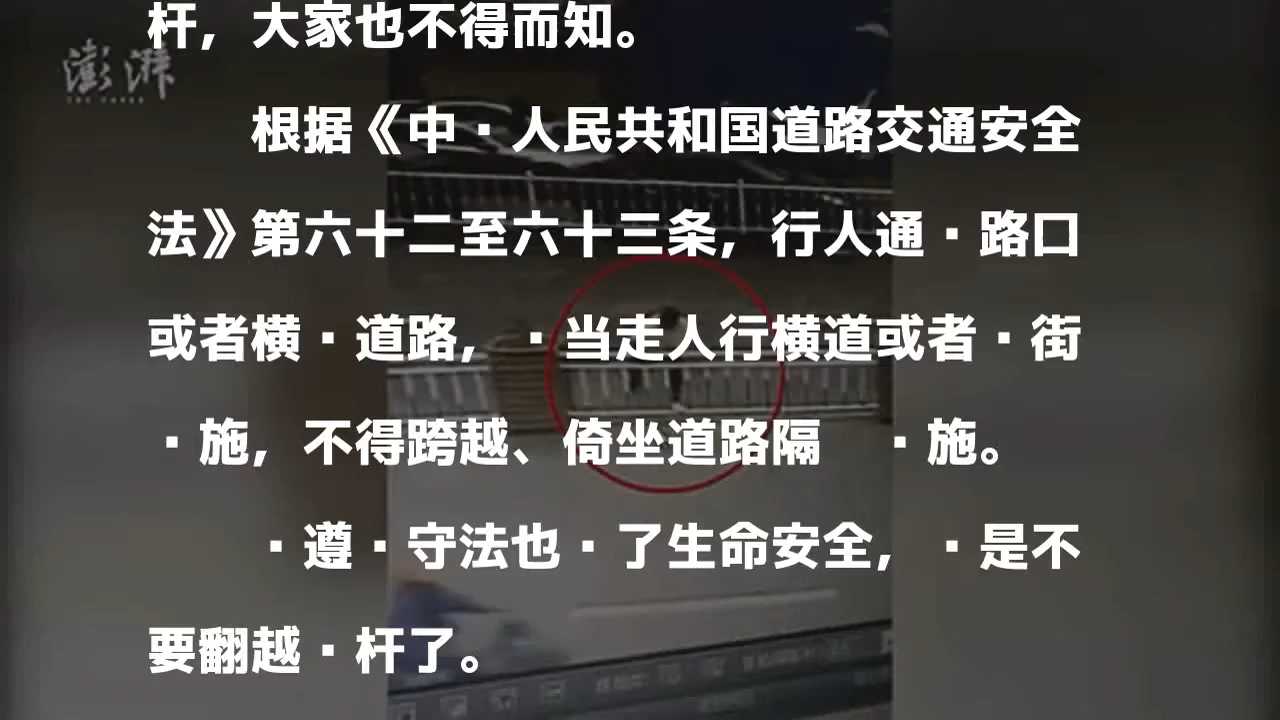 杆，大家也不得而知。
澎湃
THE PAPER
根据《中·人民共和国道路交通安全
法》第六十二至六十三条，行人通·路口
或者横·道路，·当走人行横道或者·街
·施，不得跨越、倚坐道路隔 ·施。
·遵·守法也·了生命安全，·是不
要翻越·杆了。